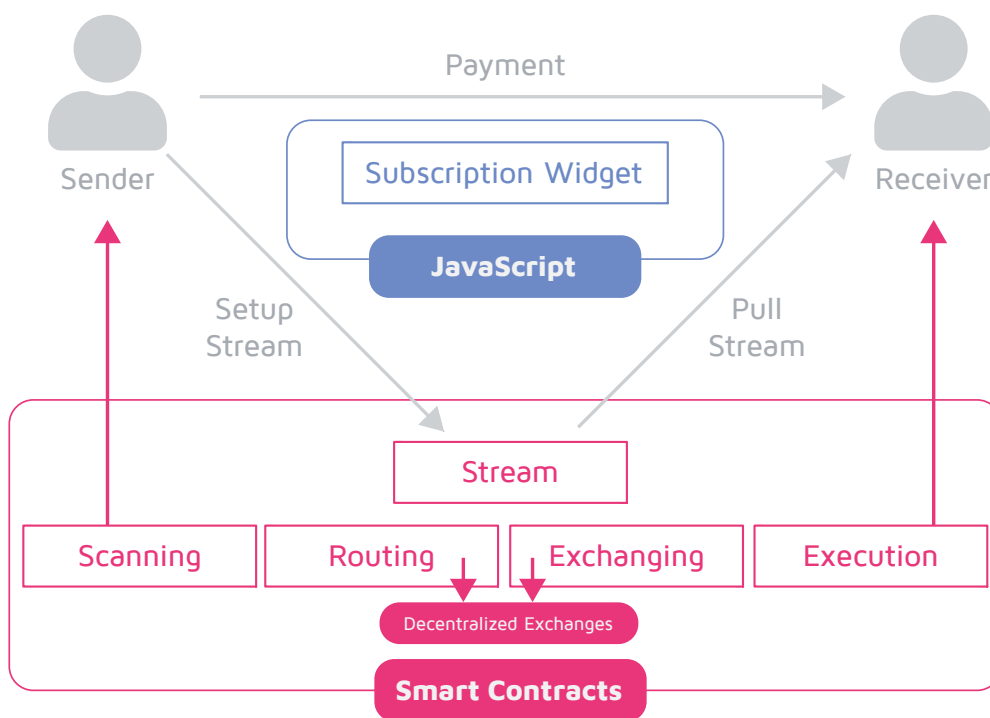 Payment
Sender
Subscription Widget
Receiver
JavaScript
Setup
Stream
Pull
Stream
Stream
Scanning
Routing
Exchanging
Execution
Decentralized Exchanges
Smart Contracts